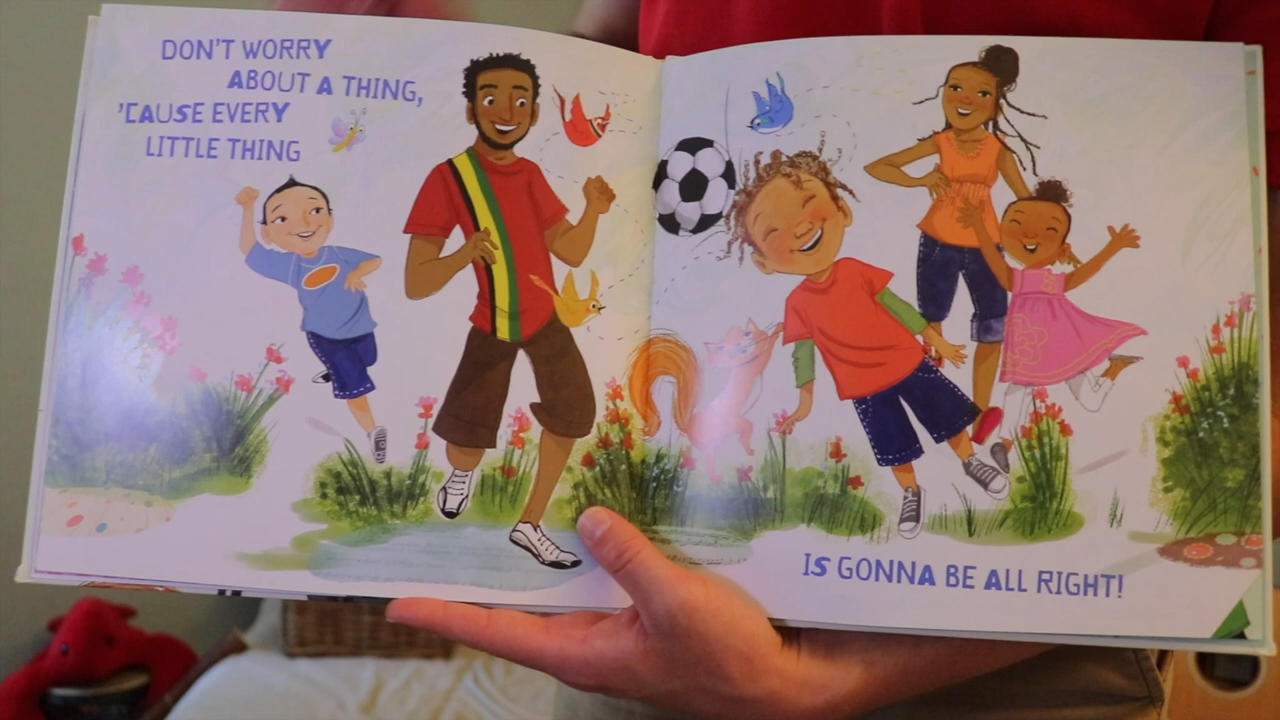 DON'T WORRY
ABOUT A THING,
'CAUSE EVERY
LITTLE THING
IS GONNA BE ALL RIGHT!